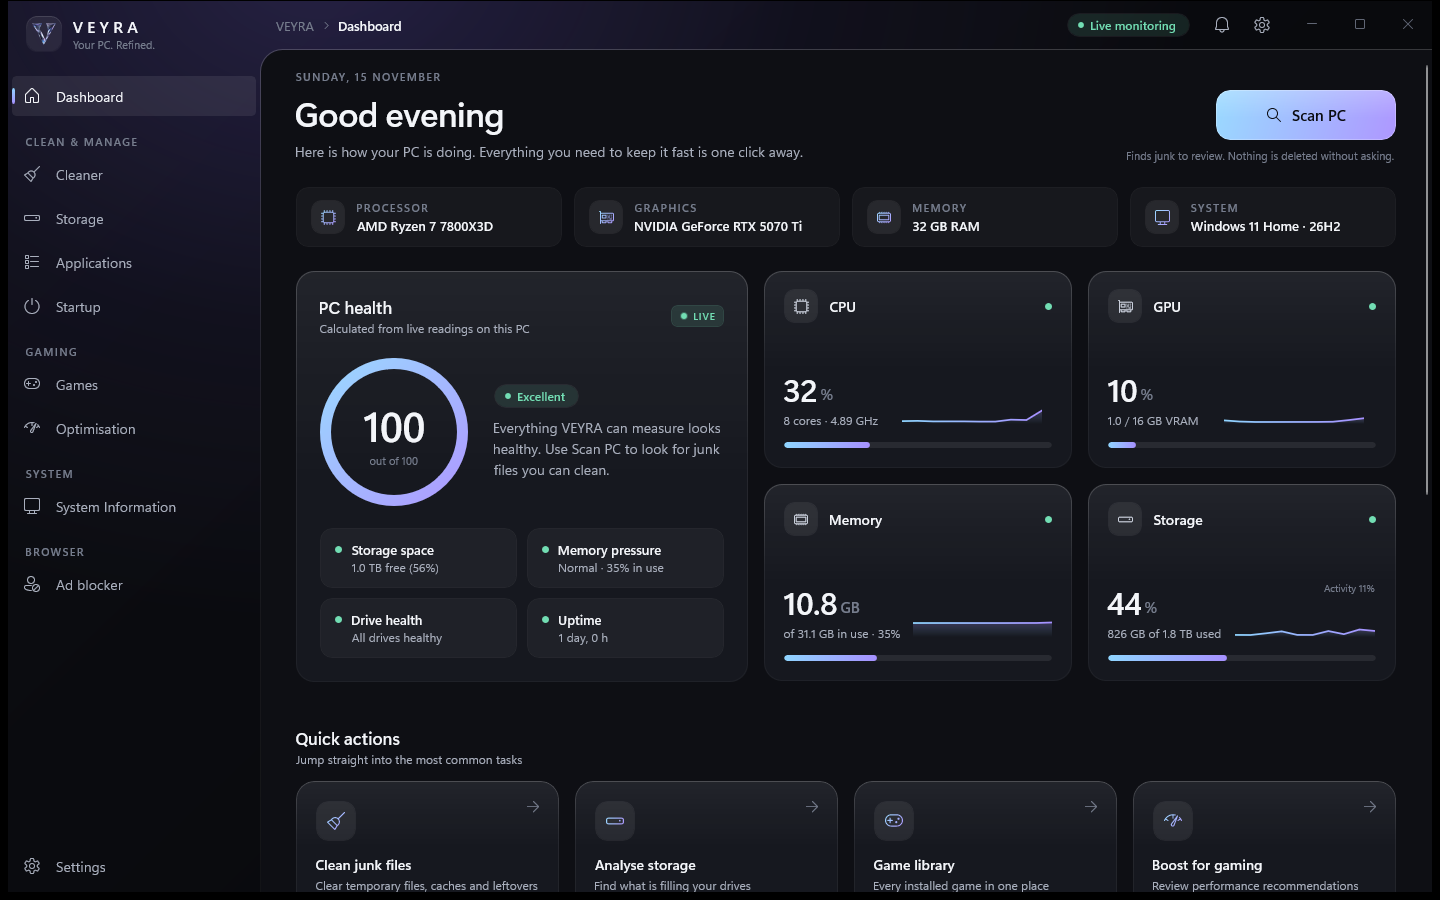 VEYRA
Your PC. Refined.
Dashboard
CLEAN & MANAGE
Cleaner
Storage
Applications
Startup
GAMING
Games
Optimisation
SYSTEM
System Information
BROWSER
Ad blocker
Settings
VEYRA > Dashboard
Live monitoring
SUNDAY, 15 NOVEMBER
Good evening
Here is how your PC is doing. Everything you need to keep it fast is one click away.
Scan PC
Finds junk to review. Nothing is deleted without asking.
PROCESSOR
AMD Ryzen 7 7800X3D
GRAPHICS
NVIDIA GeForce RTX 5070 Ti
MEMORY
32 GB RAM
SYSTEM
Windows 11 Home · 26H2
PC health
Calculated from live readings on this PC
LIVE
100
out of 100
Excellent
Everything VEYRA can measure looks
healthy. Use Scan PC to look for junk
files you can clean.
Storage space
1.0 TB free (56%)
Memory pressure
Normal · 35% in use
Drive health
All drives healthy
Uptime
1 day, 0 h
CPU
32 %
8 cores · 4.89 GHz
GPU
10 %
1.0 / 16 GB VRAM
Memory
10.8 GB
of 31.1 GB in use · 35%
Storage
Activity 11%
44 %
826 GB of 1.8 TB used
Quick actions
Jump straight into the most common tasks
Clean junk files
Clear temporary files, caches and leftovers
Analyse storage
Find what is filling your drives
Game library
Every installed game in one place
Boost for gaming
Review performance recommendations